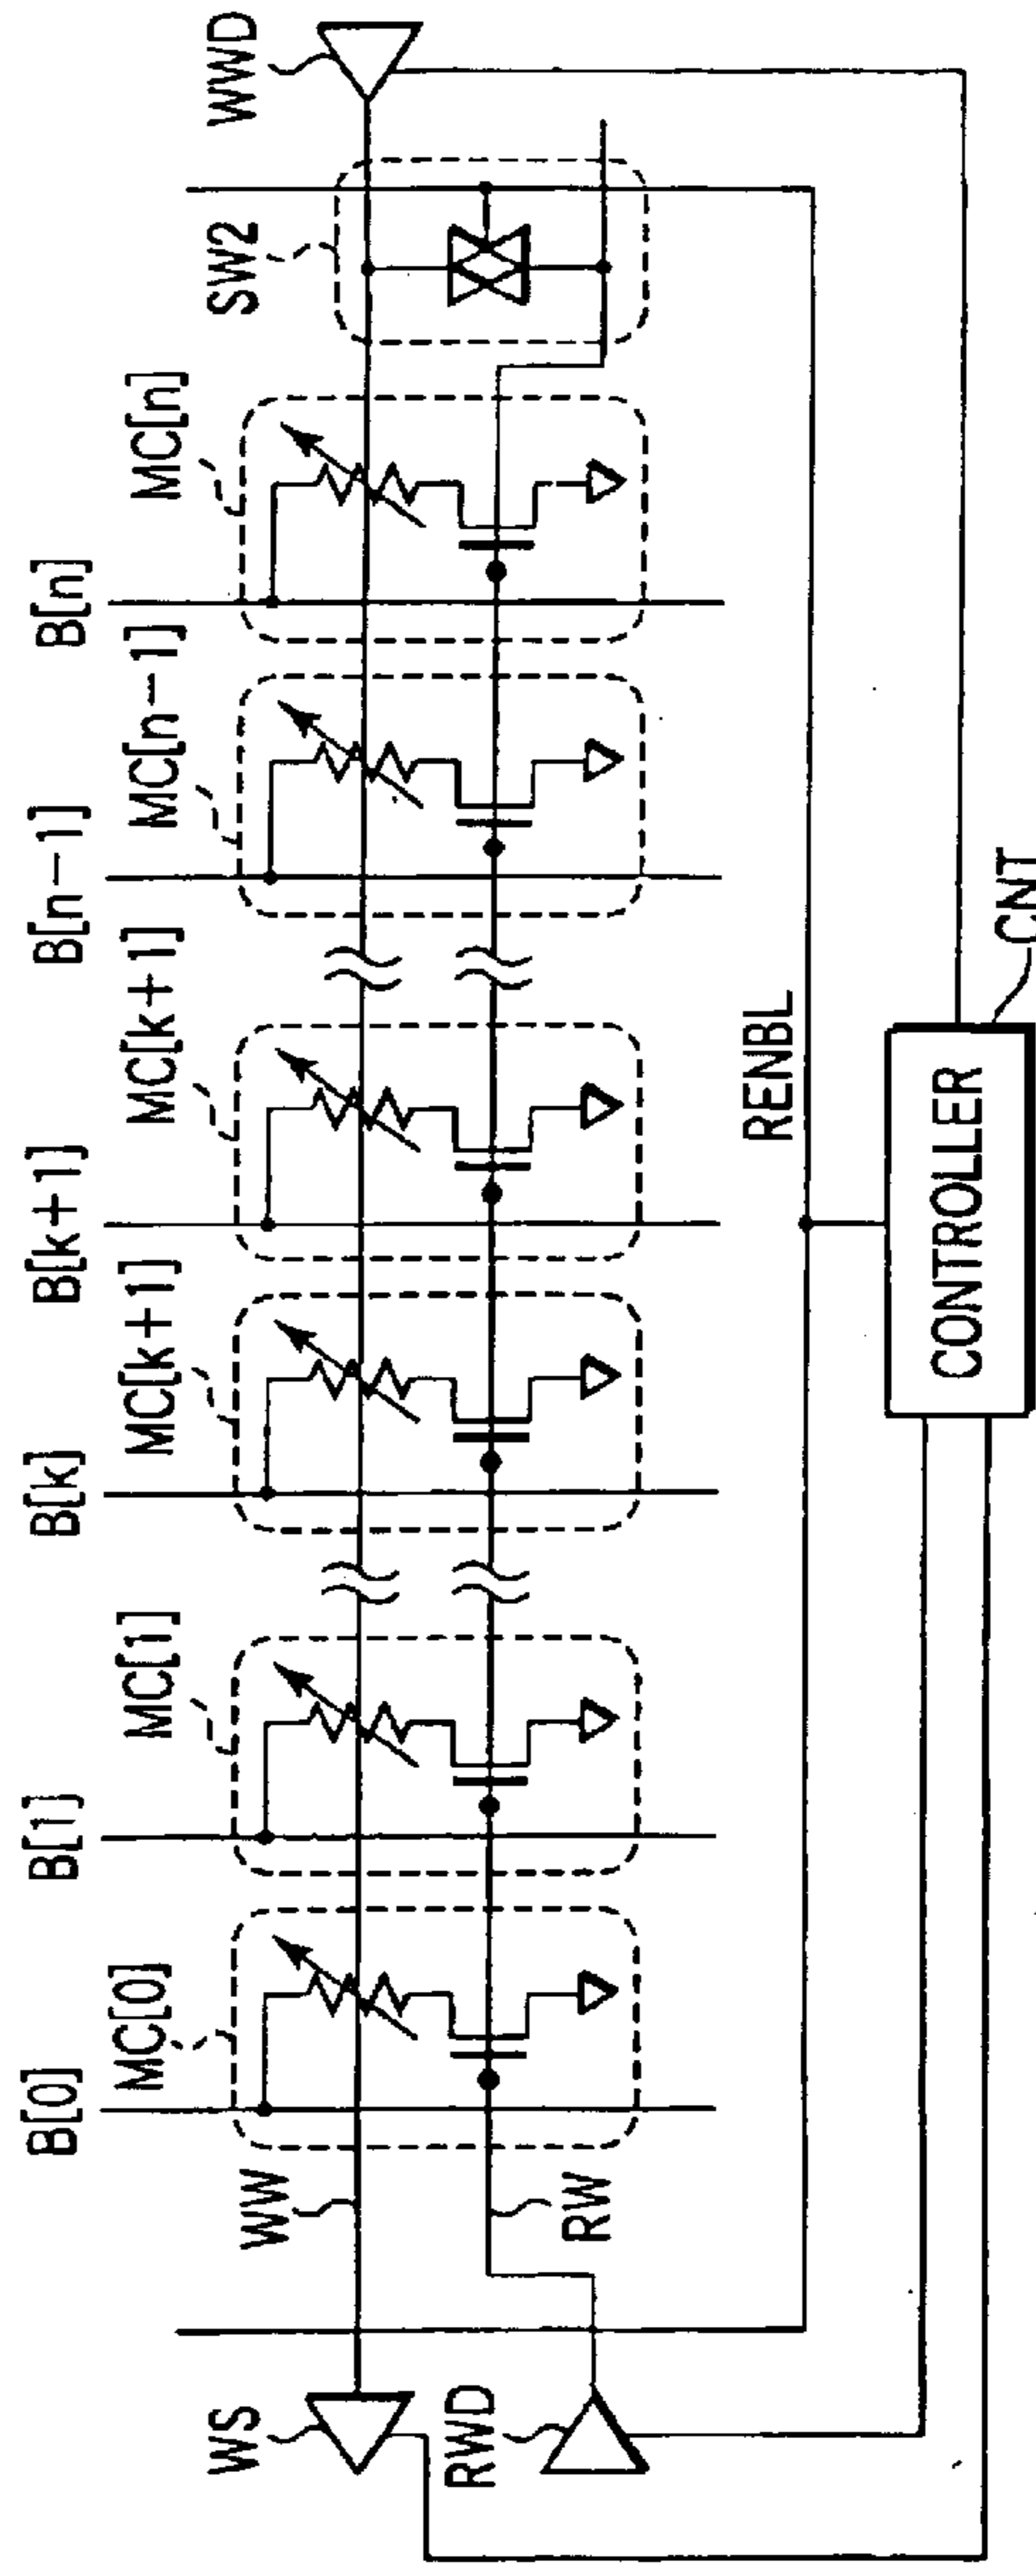 B[0]
B[1]
B[k]
B[k+1]
B[n-1]
B[n]
MC[0]
MC[1]
MC[k+1]
MC[k+1]
MC[n-1]
MC[n]
SW2
WWD
WS
WW
RWD
RW
RENBL
CONTROLLER
CNT